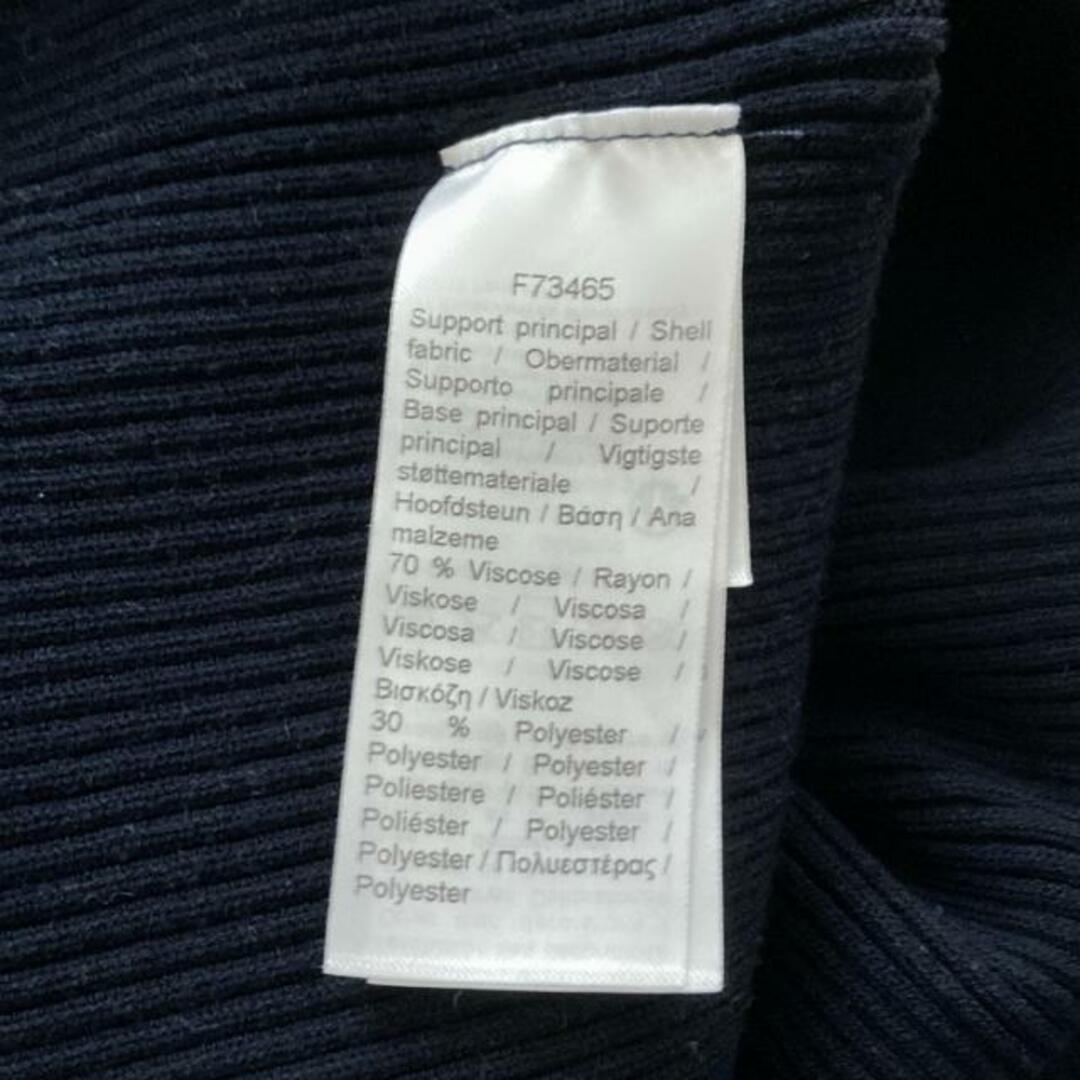 F73465
Support principal / Shell
fabric / Obermaterial /
Supporto principale /
Base principal / Suporte
principal / Vigtigste
støttemateriale /
Hoofdsteun / Βάση / Ana
malzeme
70 % Viscose / Rayon /
Viskose / Viscosa /
Viscosa / Viscose /
Viskose / Viscose /
Βισκόζη / Viskoz
30 % Polyester /
Polyester / Polyester /
Poliestere / Poliéster /
Poliéster / Polyester /
Polyester / Πολυεστέρας /
Polyester